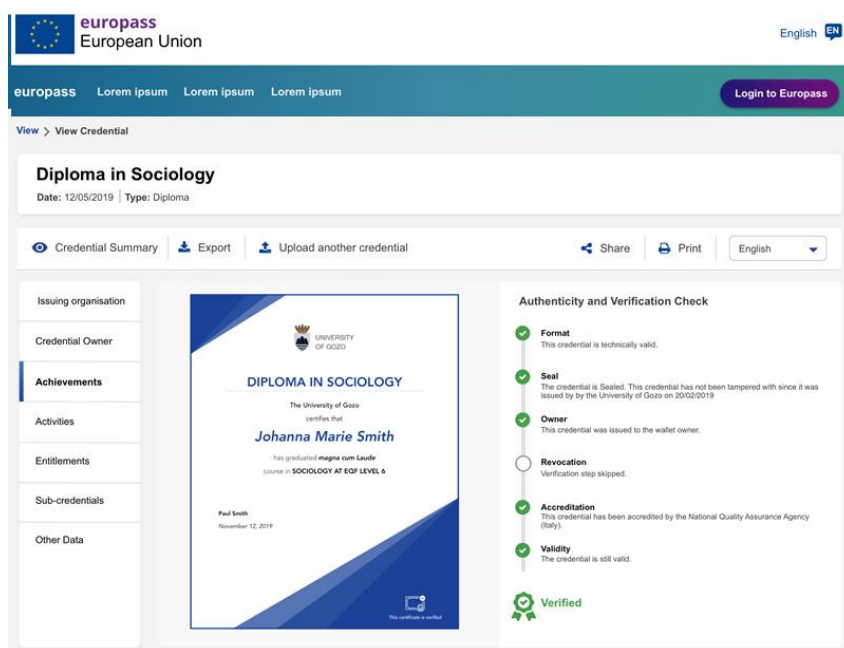 europass
European Union
English EN
europass Lorem ipsum Lorem ipsum Lorem ipsum Login to Europass
View > View Credential
Diploma in Sociology
Date: 12/05/2019 | Type: Diploma
Credential Summary Export Upload another credential Share Print English
Issuing organisation
Credential Owner
Achievements
Activities
Entitlements
Sub-credentials
Other Data
UNIVERSITY
OF GOZO
DIPLOMA IN SOCIOLOGY
The University of Gozo
certifies that
Johanna Marie Smith
has graduated magna cum Laude
course in SOCIOLOGY AT EQF LEVEL 6
Paul Smith
November 12, 2019
This certificate is verified
Authenticity and Verification Check
Format
This credential is technically valid.
Seal
The credential is Sealed. This credential has not been tampered with since it was
issued by by the University of Gozo on 20/02/2019
Owner
This credential was issued to the wallet owner.
Revocation
Verification step skipped.
Accreditation
This credential has been accredited by the National Quality Assurance Agency
(Italy).
Validity
The credential is still valid.
Verified